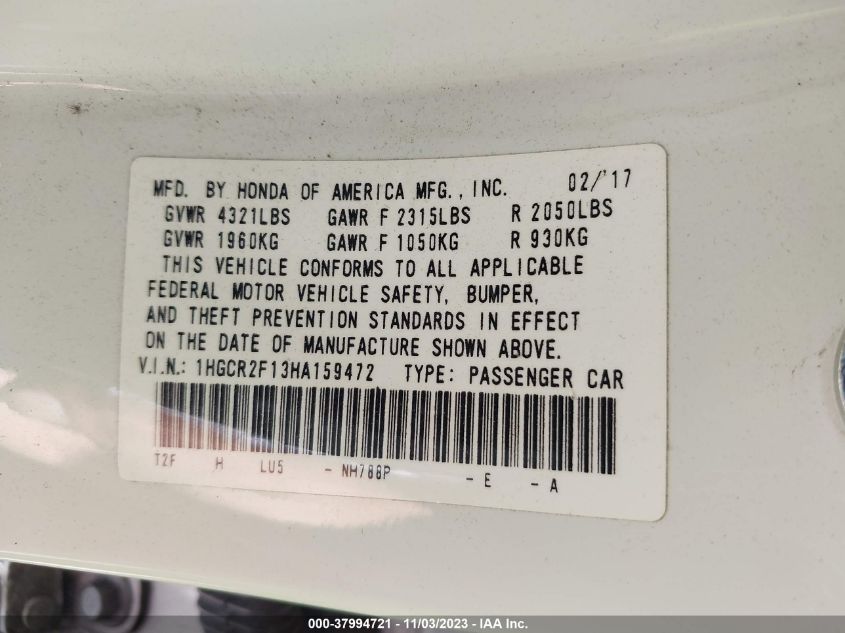 MFD. BY HONDA OF AMERICA MFG., INC. 02/'17
GVWR 4321LBS GAWR F 2315LBS R 2050LBS
GVWR 1960KG GAWR F 1050KG R 930KG
THIS VEHICLE CONFORMS TO ALL APPLICABLE
FEDERAL MOTOR VEHICLE SAFETY, BUMPER,
AND THEFT PREVENTION STANDARDS IN EFFECT
ON THE DATE OF MANUFACTURE SHOWN ABOVE.
V.I.N.: 1HGCR2F13HA159472 TYPE: PASSENGER CAR
T2F H LU5 - NH788P - E - A
000-37994721 - 11/03/2023 - IAA Inc.